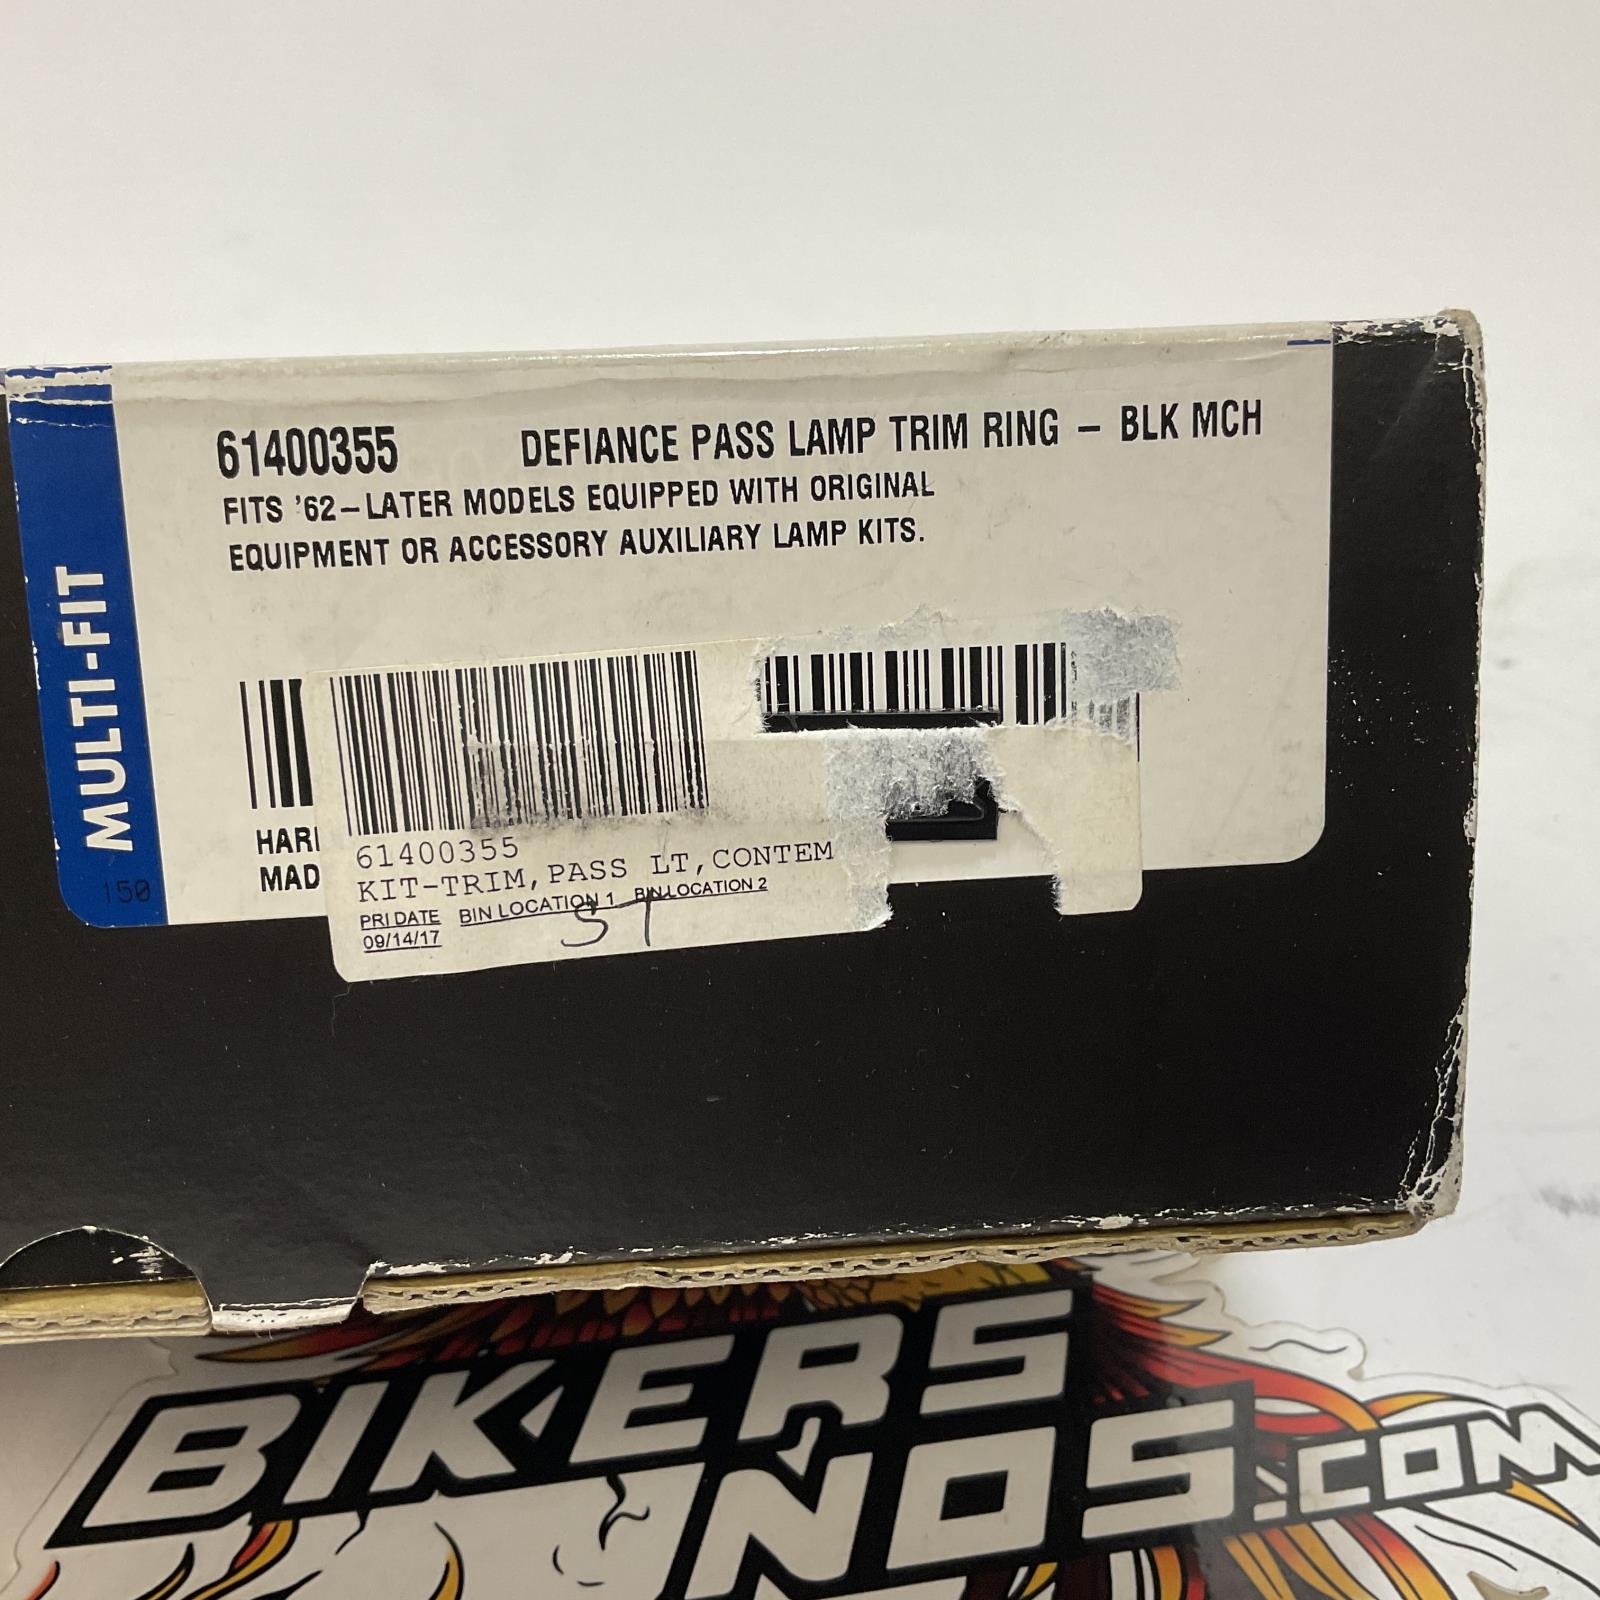 61400355 DEFIANCE PASS LAMP TRIM RING – BLK MCH
FITS '62–LATER MODELS EQUIPPED WITH ORIGINAL
EQUIPMENT OR ACCESSORY AUXILIARY LAMP KITS.
MULTI-FIT
150
HARI
MAD
61400355
KIT-TRIM, PASS LT, CONTEM
PRI DATE BIN LOCATION 1 BIN LOCATION 2
09/14/17
BIKERS
.COM